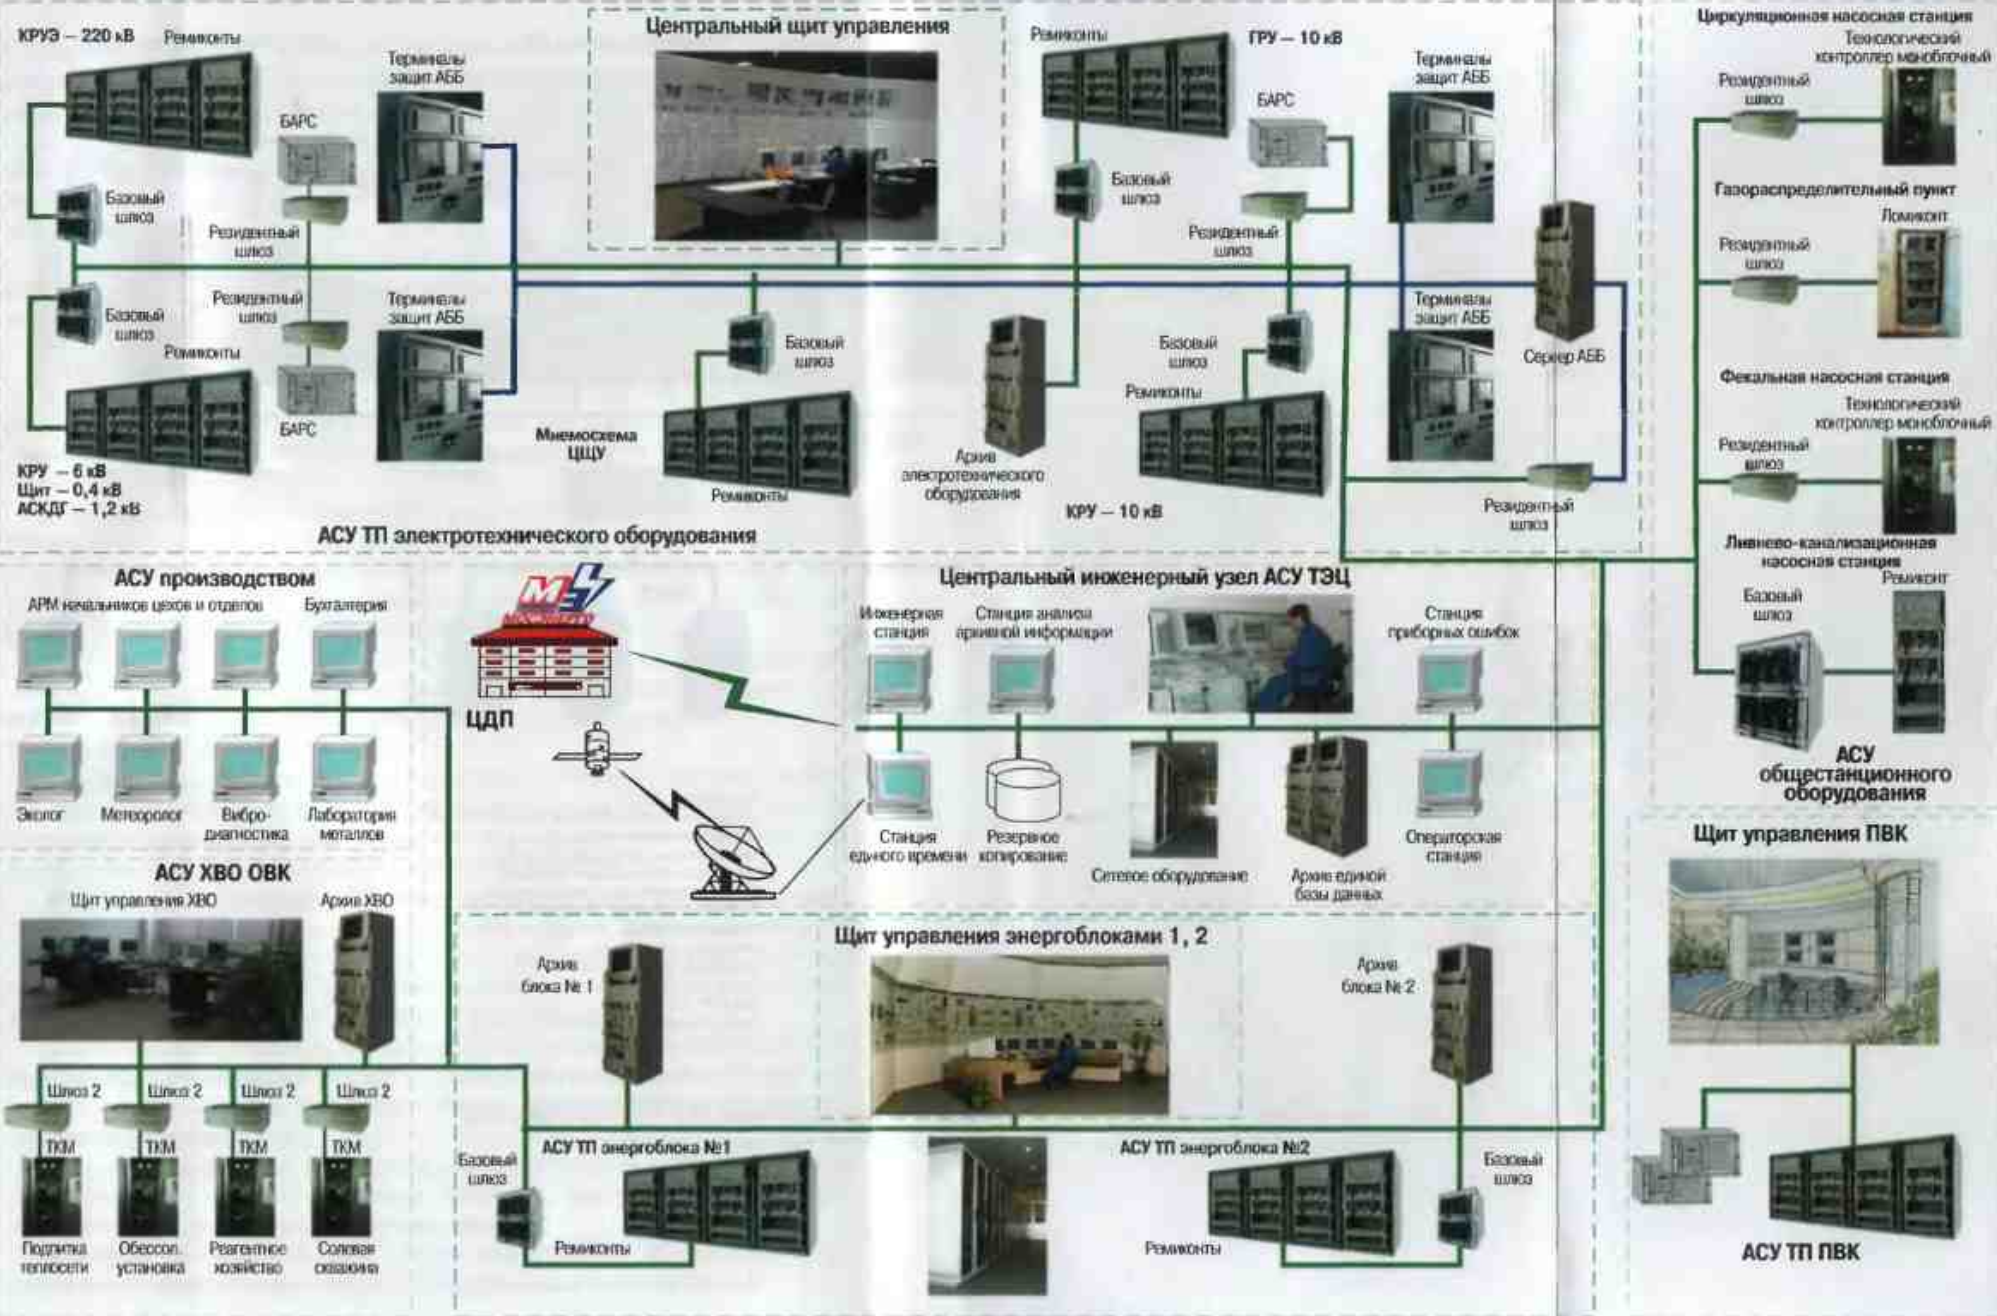 КРУЭ — 220 кВ
Ремиконты
Терминалы
защит АББ
БАРС
Базовый
шлюз
Резидентный
шлюз
Центральный щит управления
Ремиконты
ГРУ — 10 кВ
Терминалы
защит АББ
БАРС
Базовый
шлюз
Резидентный
шлюз
Базовый
шлюз
Резидентный
шлюз
Терминалы
защит АББ
Ремиконты
БАРС
КРУ — 6 кВ
Щит — 0,4 кВ
АСКДГ — 1,2 кВ
Базовый
шлюз
Мнемосхема
ЦЩУ
Ремиконты
Архив
электротехнического
оборудования
Базовый
шлюз
Ремиконты
КРУ — 10 кВ
Терминалы
защит АББ
Сервер АББ
Резидентный
шлюз
АСУ ТП электротехнического оборудования
Циркуляционная насосная станция
Технологический
контроллер моноблочный
Резидентный
шлюз
Газораспределительный пункт
Ломиконт
Резидентный
шлюз
Фекальная насосная станция
Технологический
контроллер моноблочный
Резидентный
шлюз
Ливнево-канализационная
насосная станция
Ремиконт
Базовый
шлюз
АСУ
общестанционного
оборудования
АСУ производством
АРМ начальников цехов и отделов
Бухгалтерия
Эколог
Метеоролог
Вибро-
диагностика
Лаборатория
металлов
МЭ
МОСЭНЕРГО
ЦДП
Центральный инженерный узел АСУ ТЭЦ
Инженерная
станция
Станция анализа
архивной информации
Станция
приборных ошибок
Станция
единого времени
Резервное
копирование
Сетевое оборудование
Архив единой
базы данных
Операторская
станция
АСУ ХВО ОВК
Щит управления ХВО
Архив ХВО
Шлюз 2
Шлюз 2
Шлюз 2
Шлюз 2
ТКМ
ТКМ
ТКМ
ТКМ
Подпитка
теплосети
Обессол.
установка
Реагентное
хозяйство
Солевая
скважина
Щит управления энергоблоками 1, 2
Архив
блока № 1
Архив
блока № 2
АСУ ТП энергоблока №1
Базовый
шлюз
Ремиконты
АСУ ТП энергоблока №2
Базовый
шлюз
Ремиконты
Щит управления ПВК
АСУ ТП ПВК